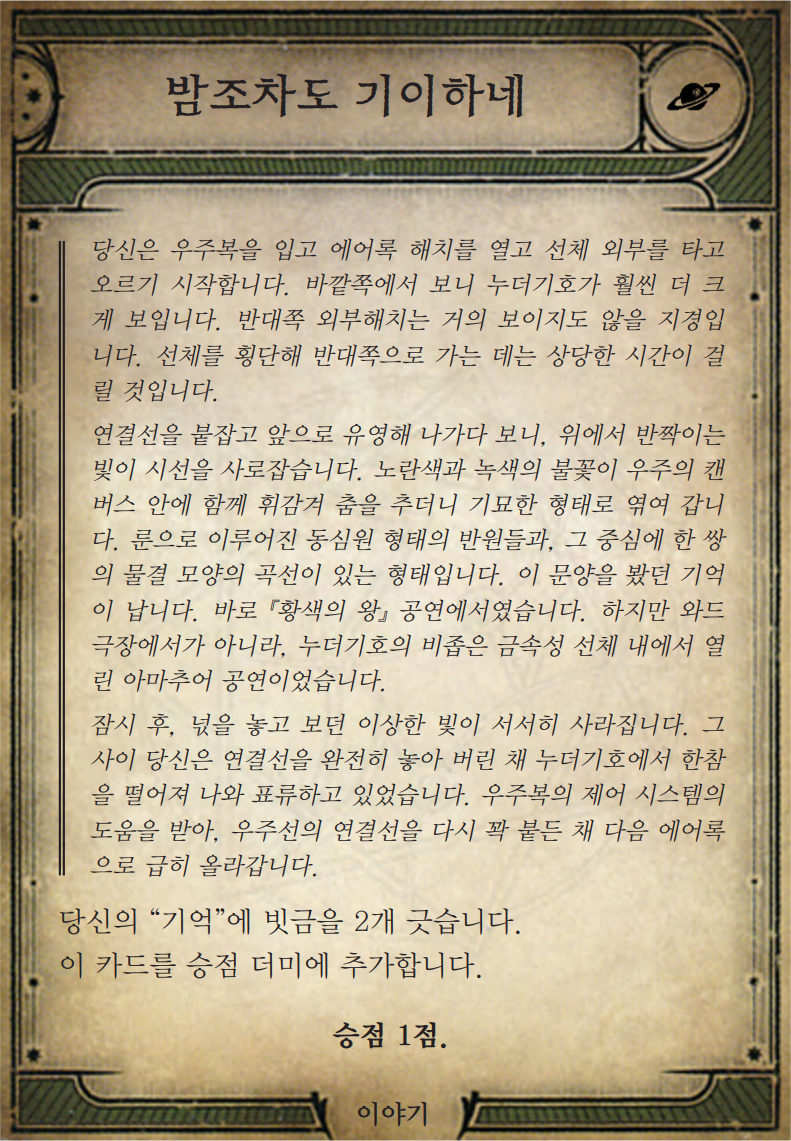 밤조차도 기이하네
당신은 우주복을 입고 에어록 해치를 열고 선체 외부를 타고
오르기 시작합니다. 바깥쪽에서 보니 누더기호가 훨씬 더 크
게 보입니다. 반대쪽 외부해치는 거의 보이지도 않을 지경입
니다. 선체를 횡단해 반대쪽으로 가는 데는 상당한 시간이 걸
릴 것입니다.
연결선을 붙잡고 앞으로 유영해 나가다 보니, 위에서 반짝이는
빛이 시선을 사로잡습니다. 노란색과 녹색의 불꽃이 우주의 캔
버스 안에 함께 휘감겨 춤을 추더니 기묘한 형태로 엮여 갑니
다. 룬으로 이루어진 동심원 형태의 반원들과, 그 중심에 한 쌍
의 물결 모양의 곡선이 있는 형태입니다. 이 문양을 봤던 기억
이 납니다. 바로 『황색의 왕』 공연에서였습니다. 하지만 와드
극장에서가 아니라, 누더기호의 비좁은 금속성 선체 내에서 열
린 아마추어 공연이었습니다.
잠시 후, 넋을 놓고 보던 이상한 빛이 서서히 사라집니다. 그
사이 당신은 연결선을 완전히 놓아 버린 채 누더기호에서 한참
을 떨어져 나와 표류하고 있었습니다. 우주복의 제어 시스템의
도움을 받아, 우주선의 연결선을 다시 꽉 붙든 채 다음 에어록
으로 급히 올라갑니다.
당신의 “기억”에 빗금을 2개 긋습니다.
이 카드를 승점 더미에 추가합니다.
승점 1점.
이야기